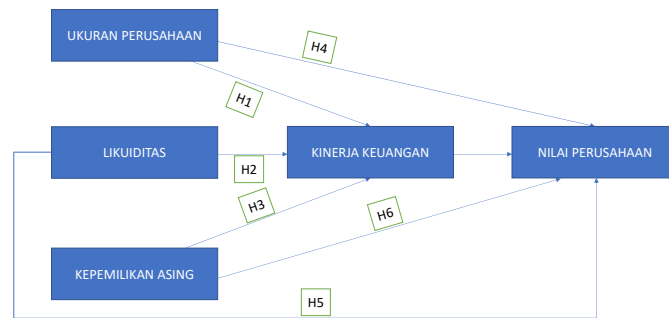 UKURAN PERUSAHAAN
H4
H1
LIKUIDITAS
KINERJA KEUANGAN
NILAI PERUSAHAAN
H2
H3
H6
KEPEMILIKAN ASING
H5